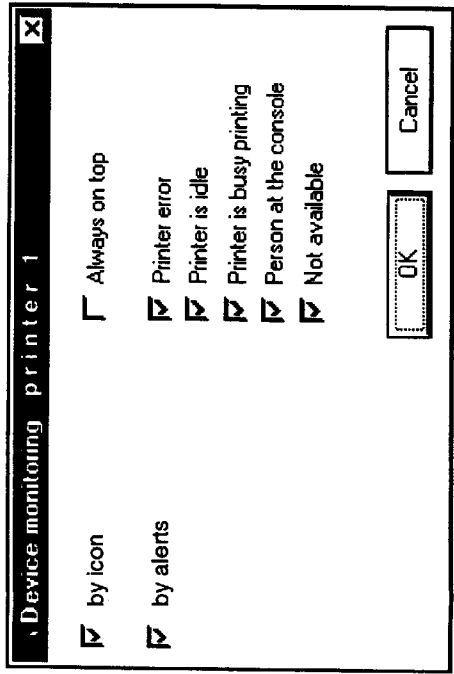 Device monitoring printer 1
by icon
Always on top
by alerts
Printer error
Printer is idle
Printer is busy printing
Person at the console
Not available
OK
Cancel